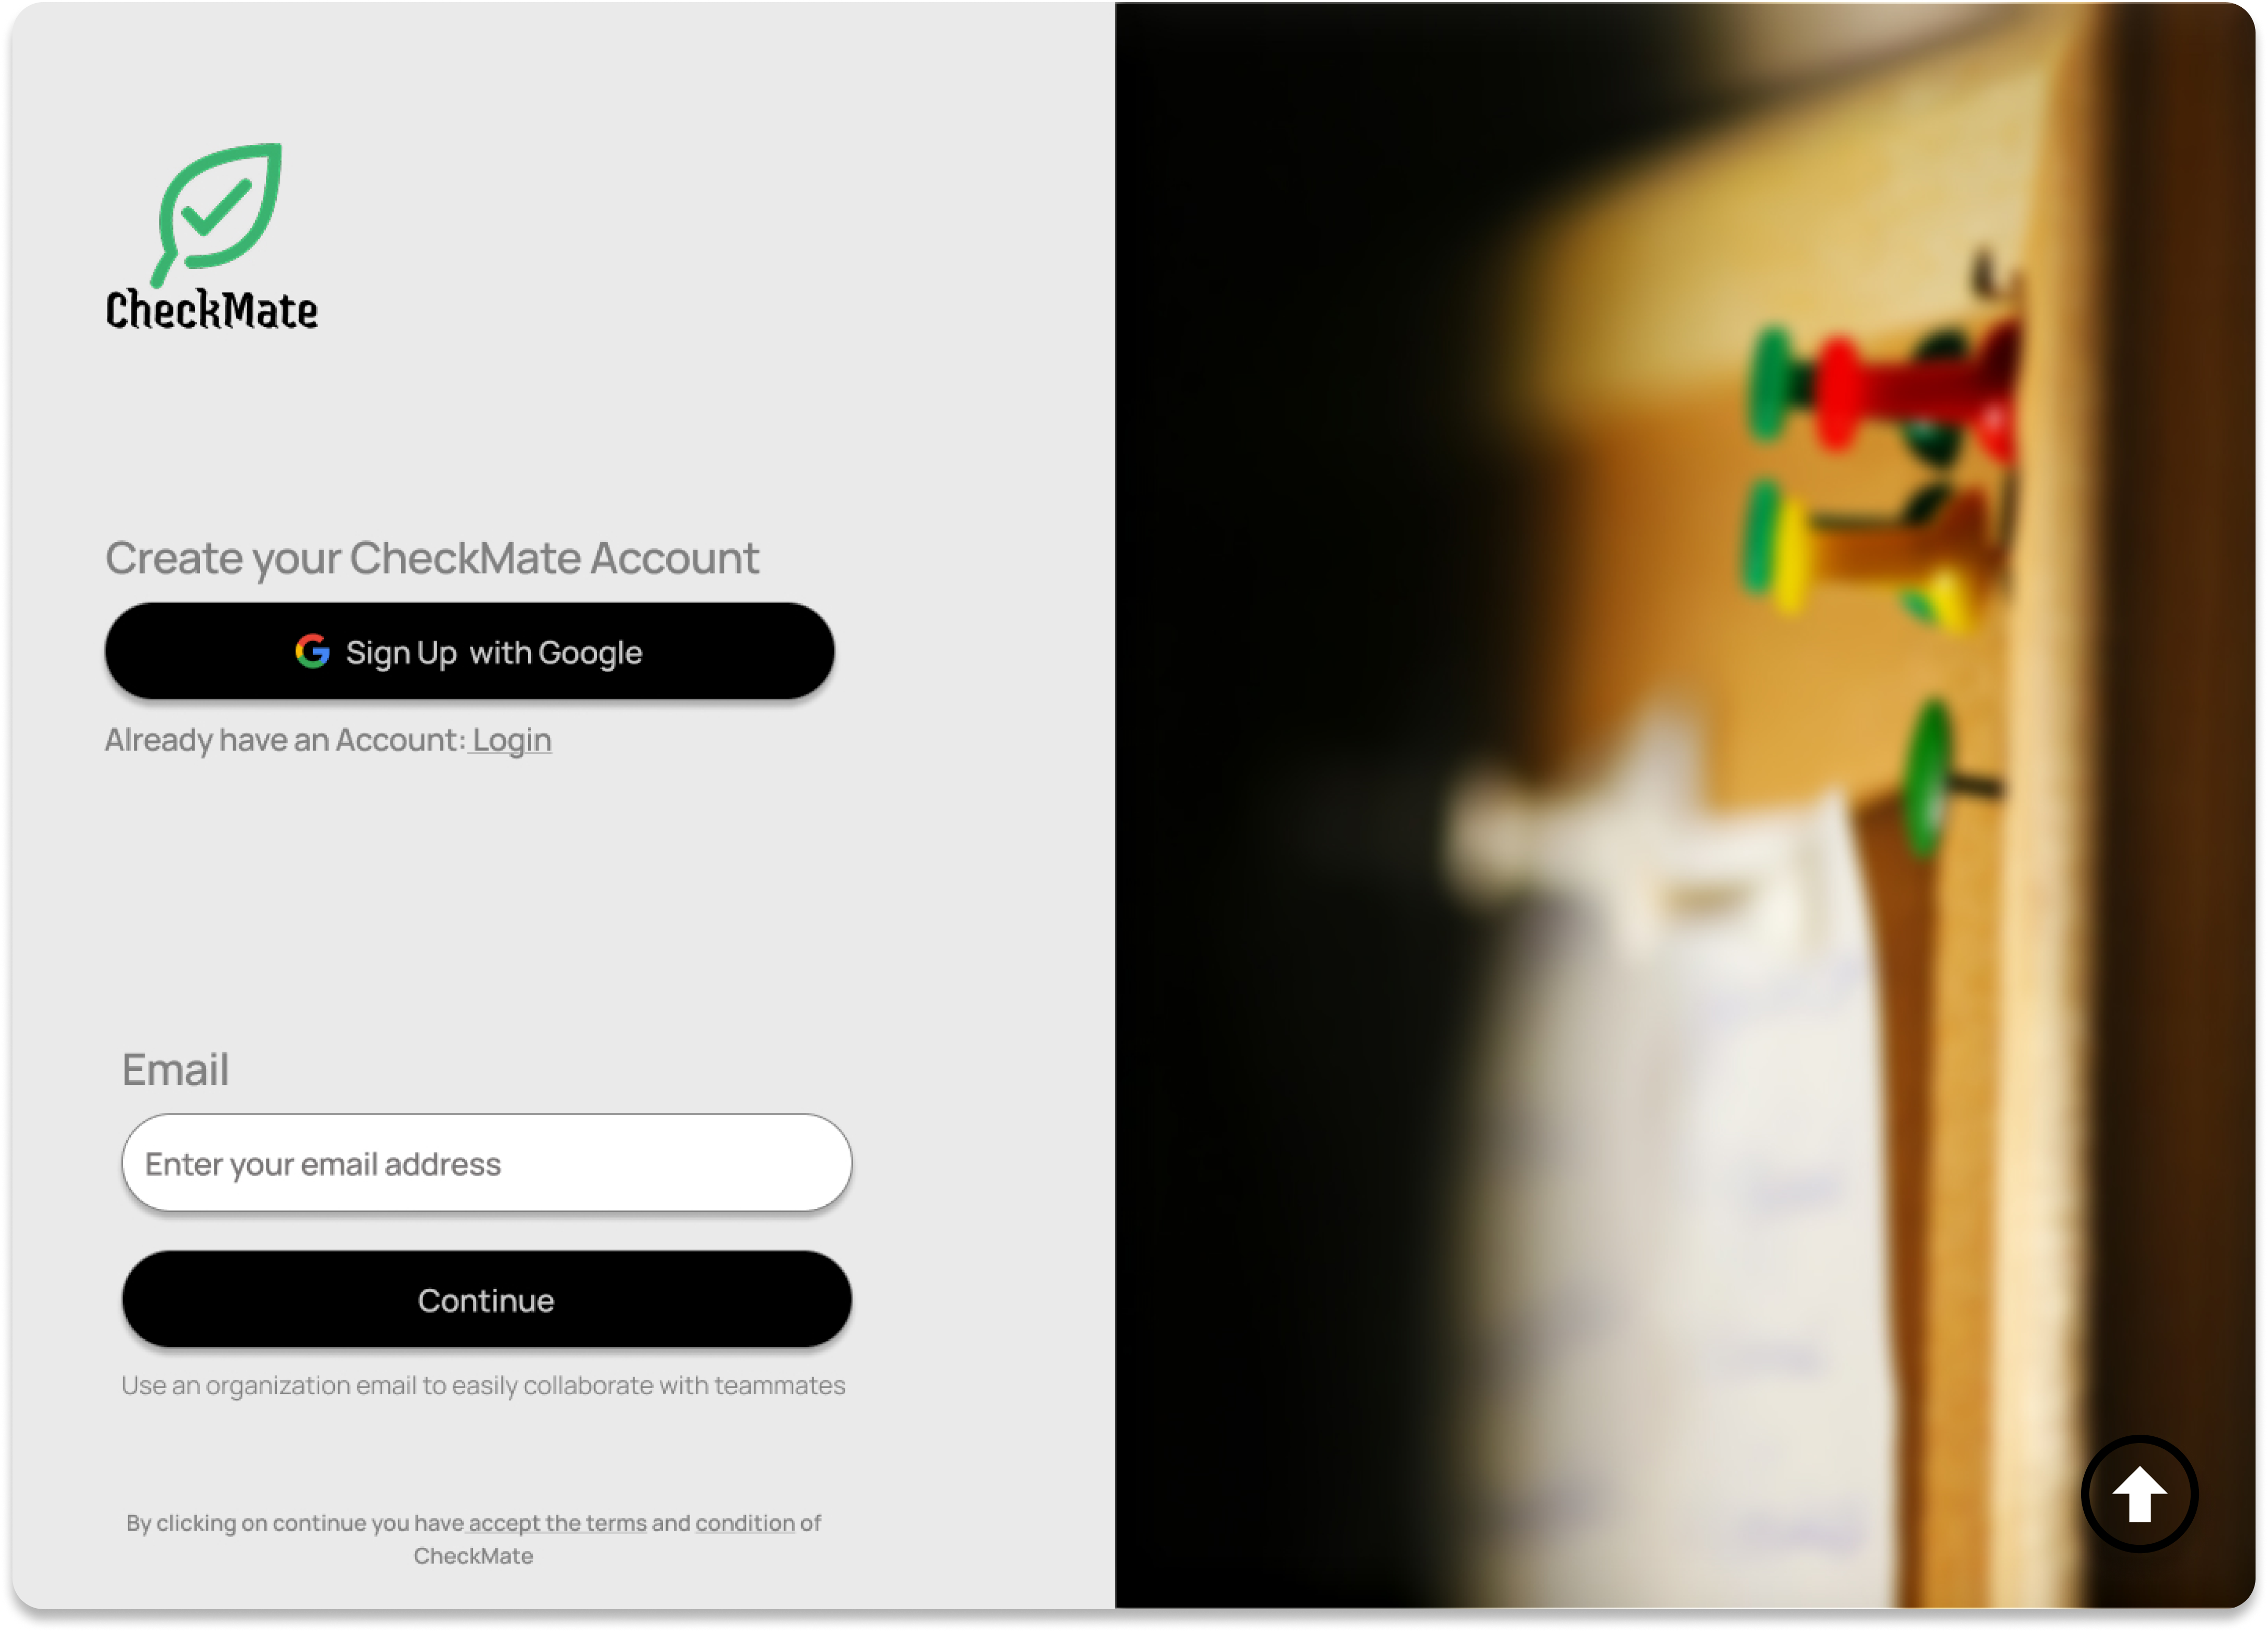 CheckMate
Create your CheckMate Account
Sign Up with Google
Already have an Account: Login
Email
Enter your email address
Continue
Use an organization email to easily collaborate with teammates
By clicking on continue you have accept the terms and condition of
CheckMate